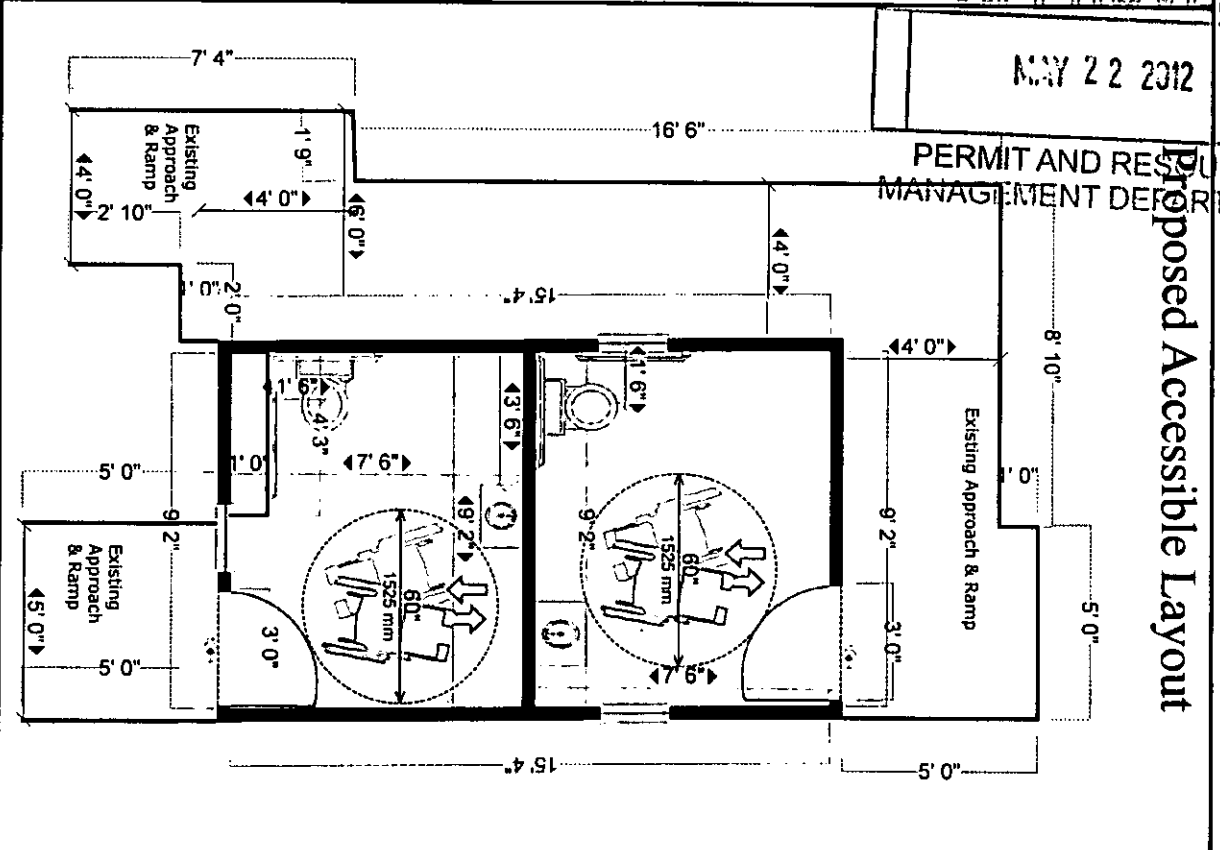 MAY 22 2012
PERMIT AND RESOU
MANAGEMENT DEPART
Proposed Accessible Layout
7' 4"
16' 6"
1' 9"
Existing
Approach
& Ramp
4' 0"
2' 10"
4' 0"
6' 0"
4' 0"
8' 10"
1' 0"
2' 0"
15' 4"
4' 0"
1' 6"
4' 3"
3' 6"
1' 6"
Existing Approach & Ramp
1' 0"
5' 0"
1' 0"
7' 6"
9' 2"
9' 2"
9' 2"
9' 2"
60"
1525 mm
60"
1525 mm
Existing
Approach
& Ramp
5' 0"
5' 0"
3' 0"
7' 6"
3' 0"
5' 0"
15' 4"
5' 0"